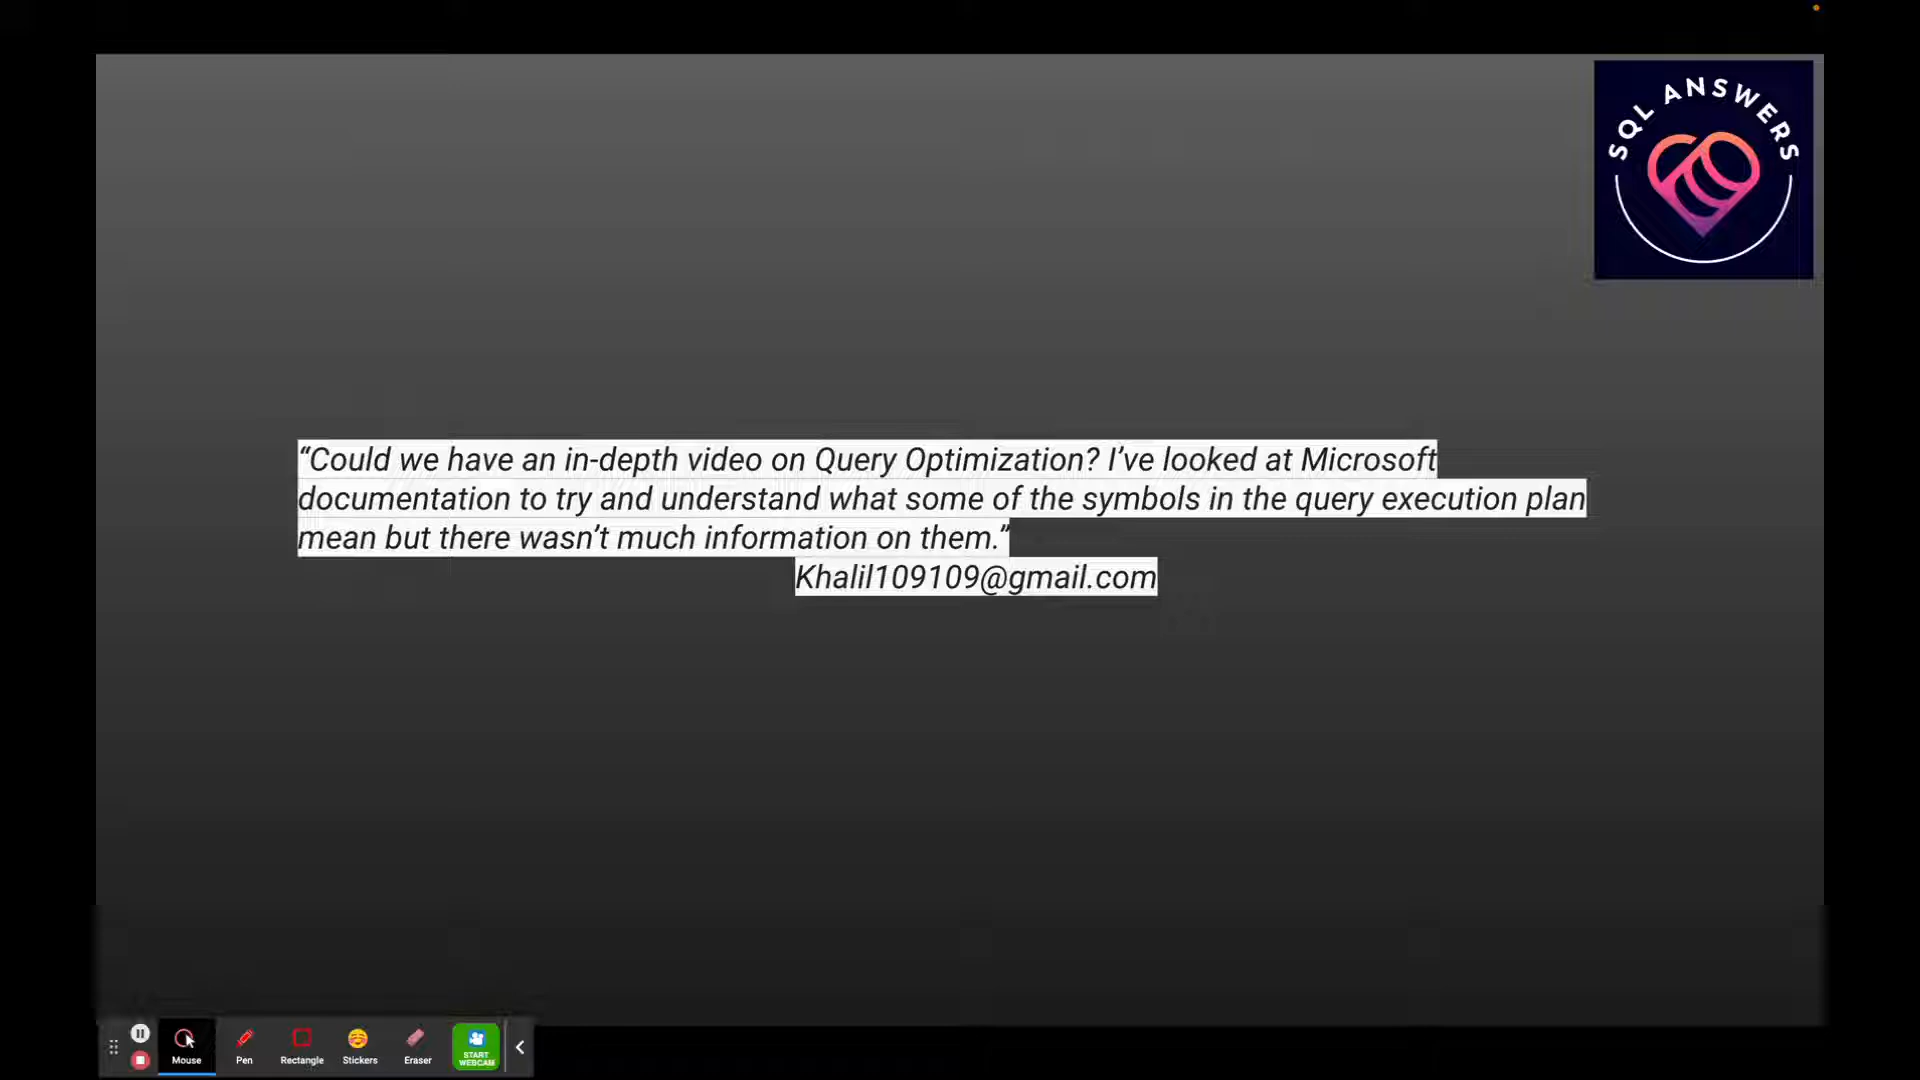 SQL ANSWERS
“Could we have an in-depth video on Query Optimization? I’ve looked at Microsoft
documentation to try and understand what some of the symbols in the query execution plan
mean but there wasn’t much information on them.”
Khalil109109@gmail.com
Mouse
Pen
Rectangle
Stickers
Eraser
START
WEBCAM